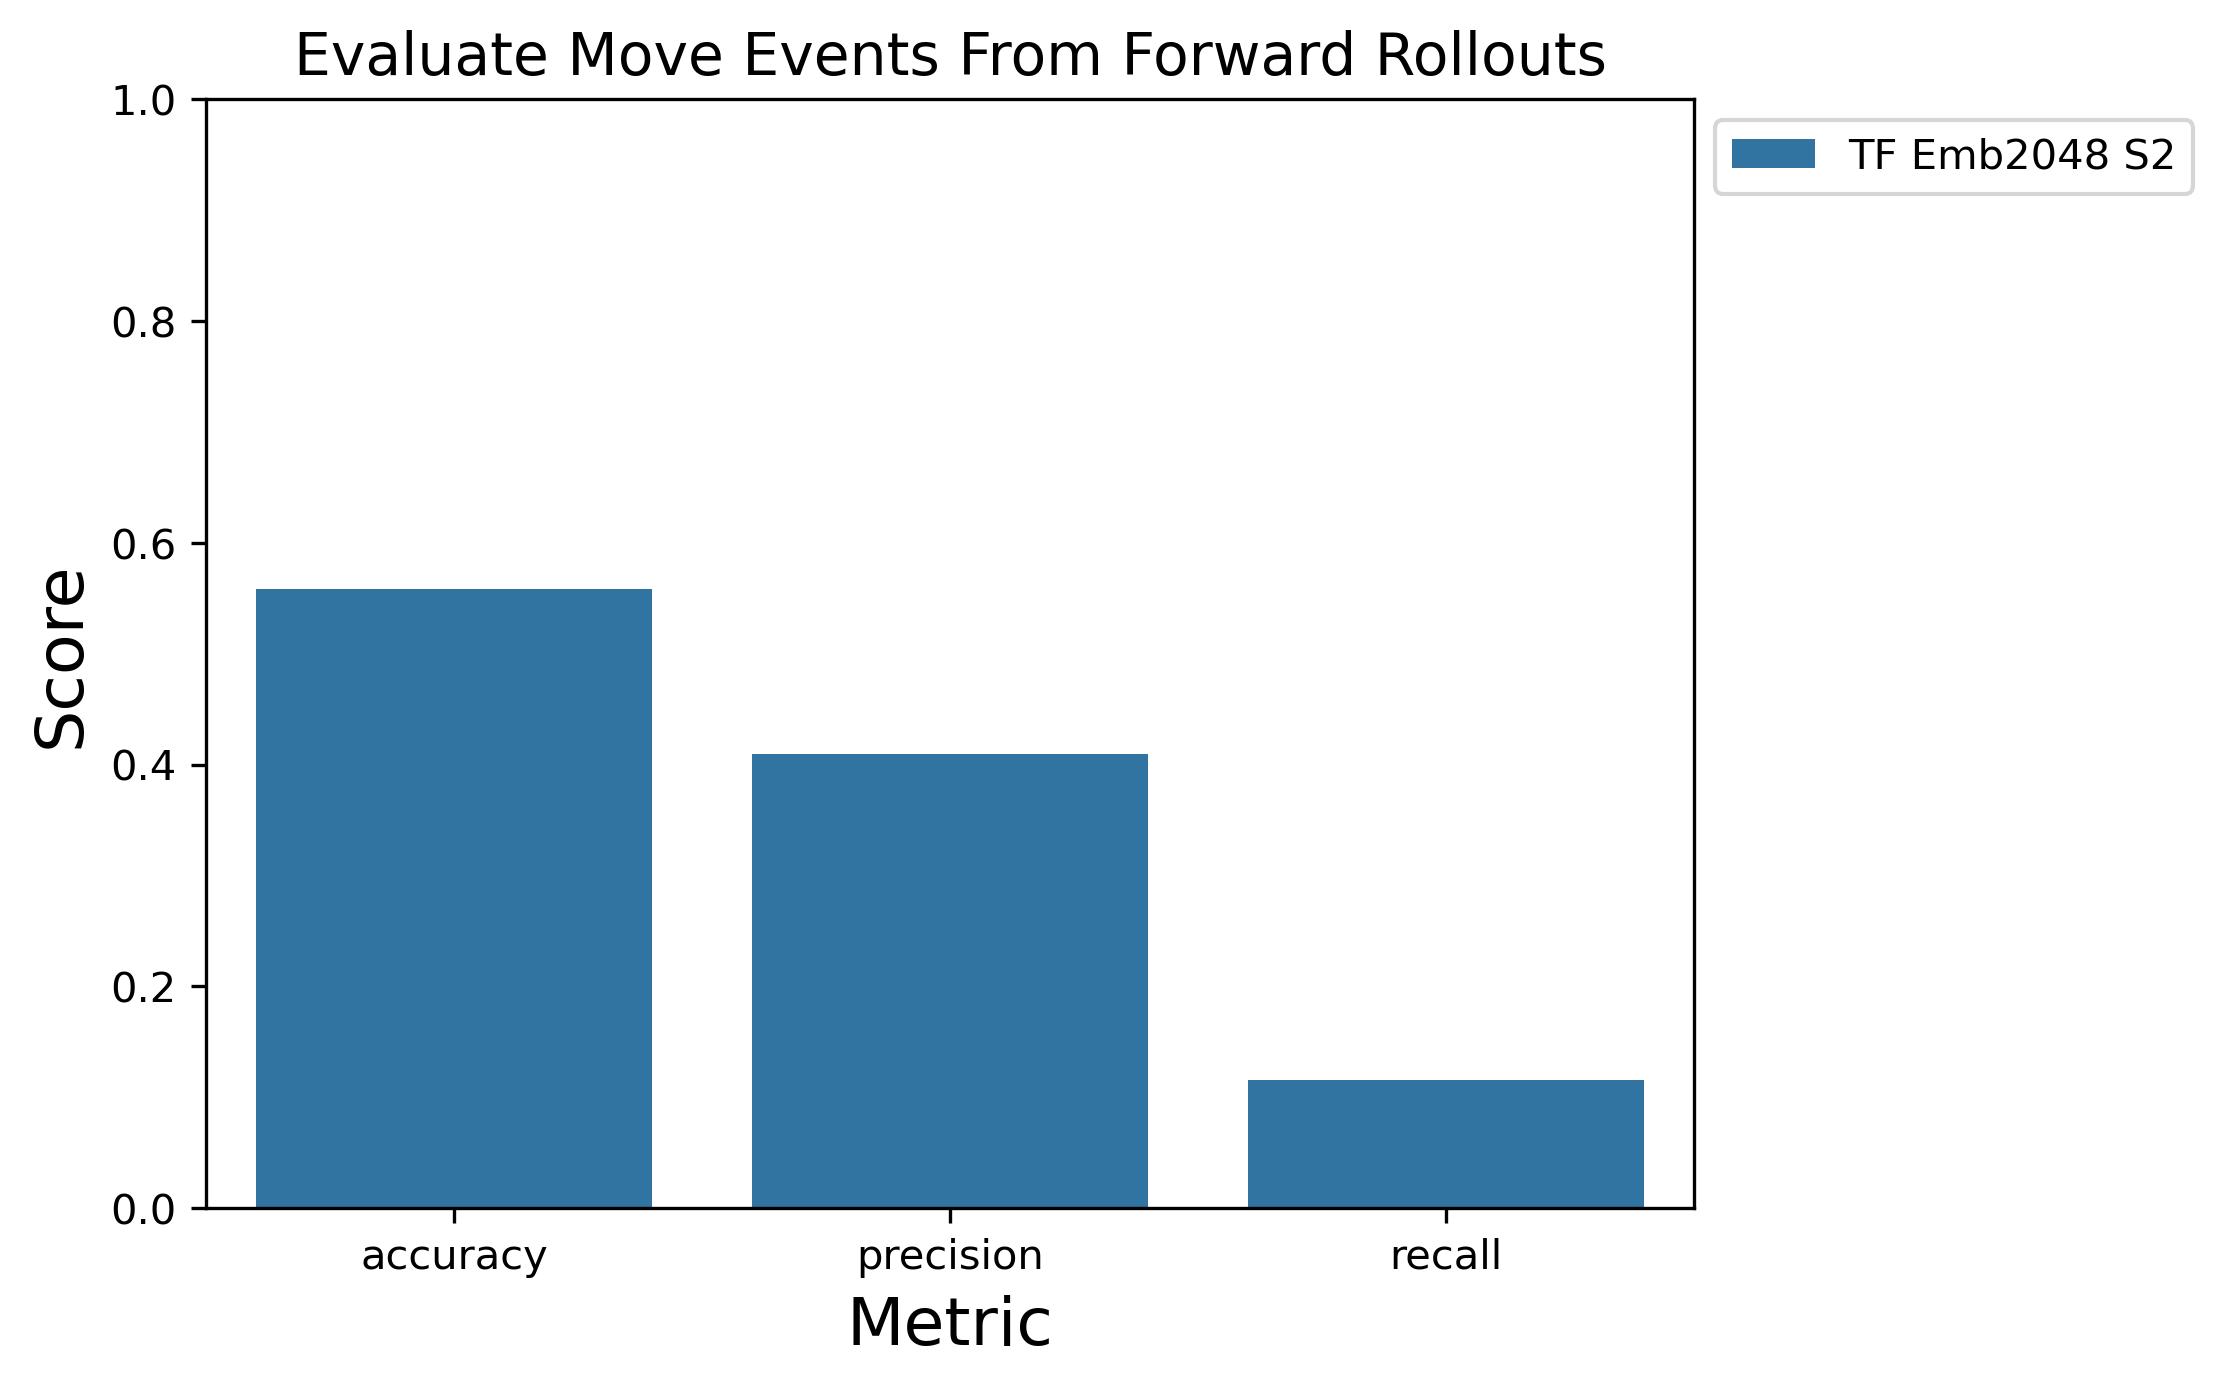 Evaluate Move Events From Forward Rollouts
TF Emb2048 S2
Score
1.0
0.8
0.6
0.4
0.2
0.0
accuracy precision recall
Metric